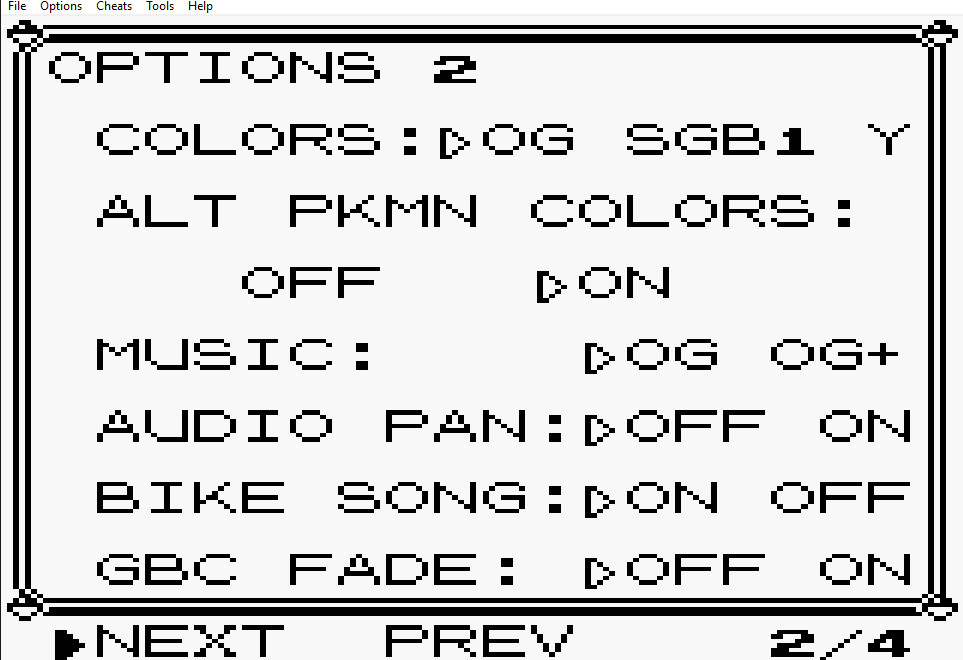 File Options Cheats Tools Help
OPTIONS 2
COLORS:▷OG SGB1 Y
ALT PKMN COLORS:
OFF ▷ON
MUSIC: ▷OG OG+
AUDIO PAN:▷OFF ON
BIKE SONG:▷ON OFF
GBC FADE: ▷OFF ON
▶NEXT PREV 2/4